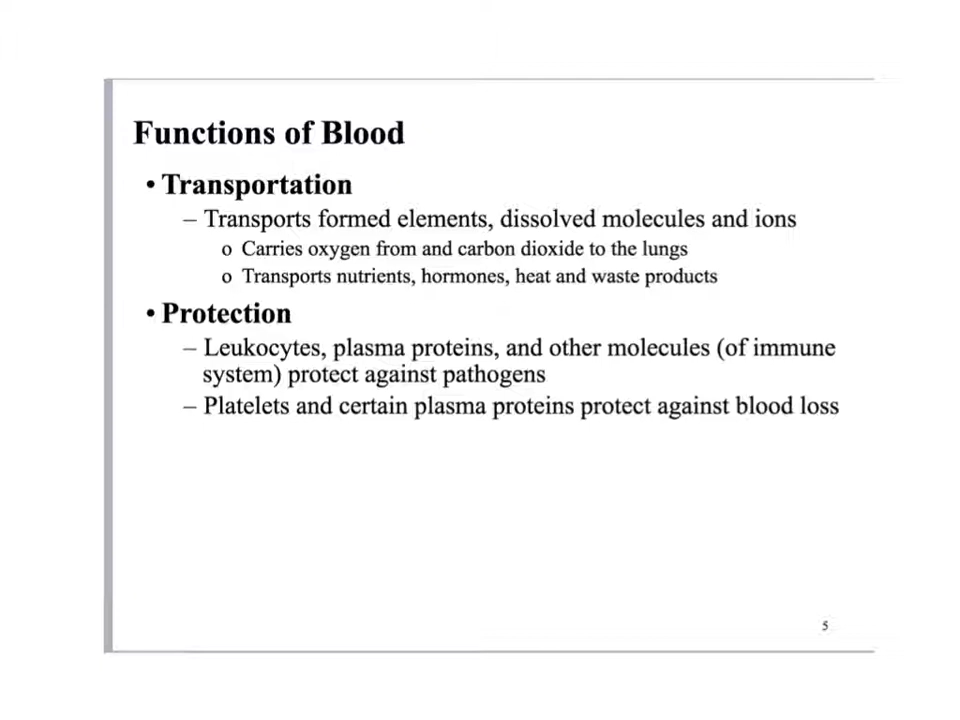 Functions of Blood
• Transportation
– Transports formed elements, dissolved molecules and ions
o Carries oxygen from and carbon dioxide to the lungs
o Transports nutrients, hormones, heat and waste products
• Protection
– Leukocytes, plasma proteins, and other molecules (of immune
system) protect against pathogens
– Platelets and certain plasma proteins protect against blood loss
5